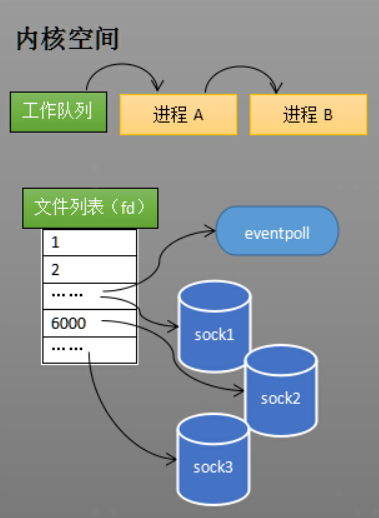 内核空间
工作队列
进程 A
进程 B
文件列表（fd）
1
2
……
6000
……
eventpoll
sock1
sock2
sock3